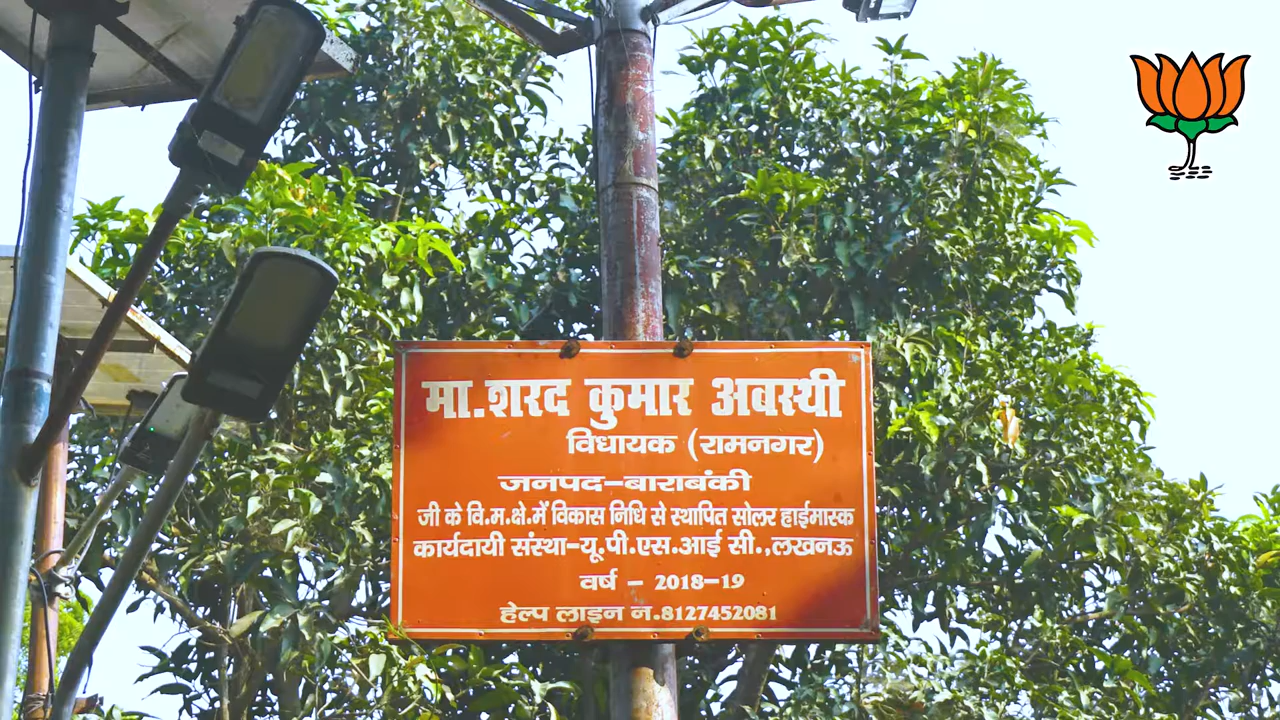 मा.शरद कुमार अवस्थी
विधायक (रामनगर)
जनपद-बाराबंकी
जी के वि.म.क्षे.में विकास निधि से स्थापित सोलर हाईमास्क
कार्यदायी संस्था-यू.पी.एस.आई सी.,लखनऊ
वर्ष - 2018-19
हेल्प लाइन न.8127452081